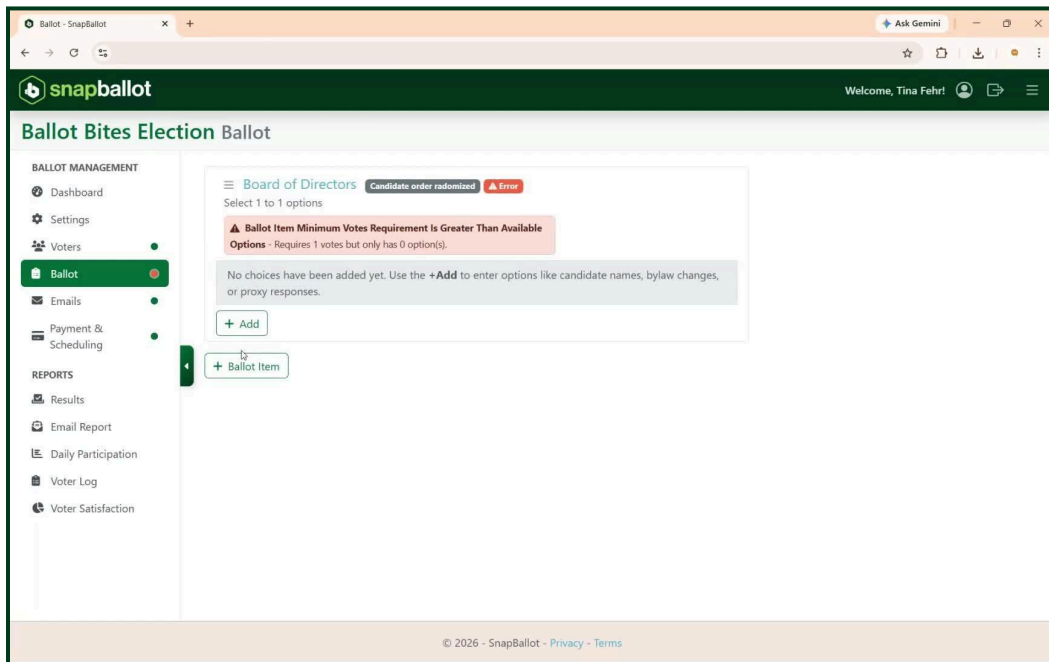 Ballot - SnapBallot
Ask Gemini
snapballot
Welcome, Tina Fehr!
Ballot Bites Election Ballot
BALLOT MANAGEMENT
Dashboard
Settings
Voters
Ballot
Emails
Payment &
Scheduling
REPORTS
Results
Email Report
Daily Participation
Voter Log
Voter Satisfaction
Board of Directors Candidate order radomized Error
Select 1 to 1 options
Ballot Item Minimum Votes Requirement Is Greater Than Available
Options - Requires 1 votes but only has 0 option(s).
No choices have been added yet. Use the +Add to enter options like candidate names, bylaw changes,
or proxy responses.
+ Add
+ Ballot Item
© 2026 - SnapBallot - Privacy - Terms